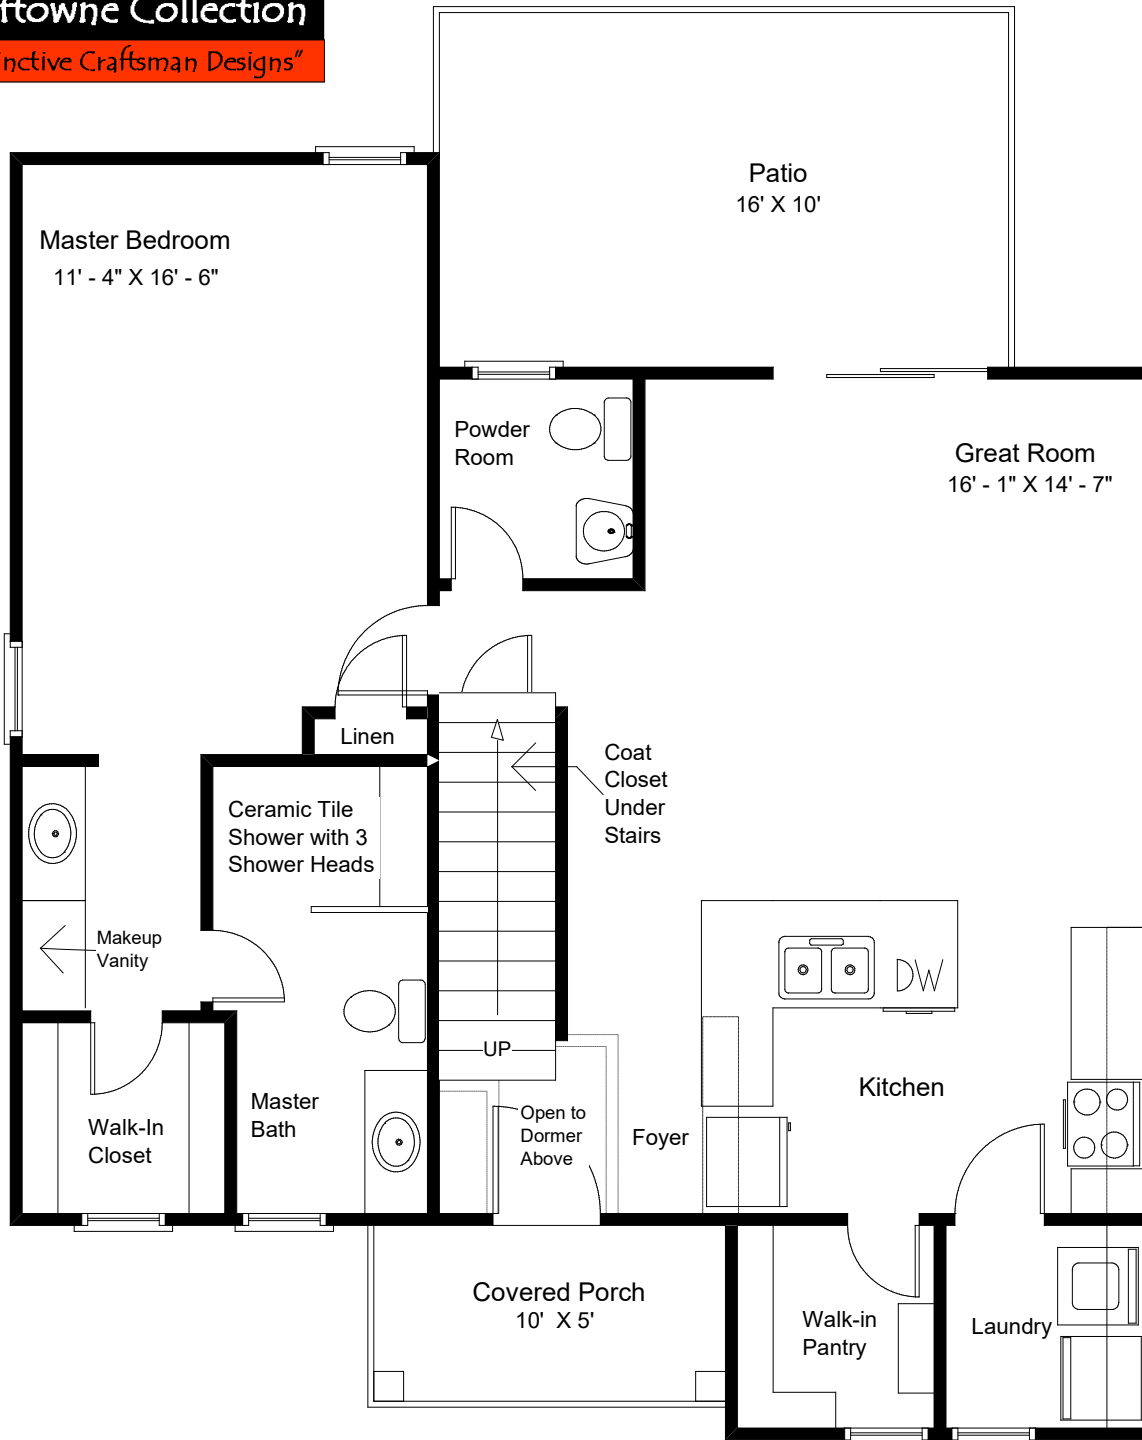 ftowne Collection
nctive Craftsman Designs"
Patio
16' X 10'
Master Bedroom
11' - 4" X 16' - 6"
Powder
Room
Great Room
16' - 1" X 14' - 7"
Linen
Coat
Closet
Under
Stairs
Ceramic Tile
Shower with 3
Shower Heads
Makeup
Vanity
DW
UP
Kitchen
Master
Bath
Open to
Dormer
Above
Foyer
Walk-In
Closet
Covered Porch
10' X 5'
Walk-in
Pantry
Laundry